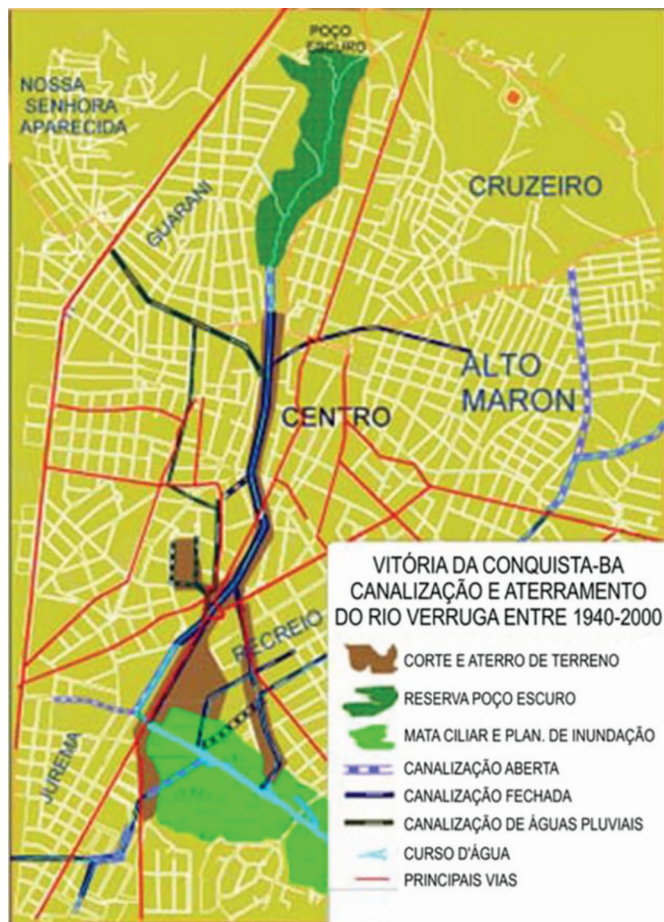 POÇO
ESCURO
NOSSA
SENHORA
APARECIDA
GUARANI
CRUZEIRO
ALTO
MARON
CENTRO
RECREIO
JUREMA
VITÓRIA DA CONQUISTA-BA
CANALIZAÇÃO E ATERRAMENTO
DO RIO VERRUGA ENTRE 1940-2000
CORTE E ATERRO DE TERRENO
RESERVA POÇO ESCURO
MATA CILIAR E PLAN. DE INUNDAÇÃO
CANALIZAÇÃO ABERTA
CANALIZAÇÃO FECHADA
CANALIZAÇÃO DE ÁGUAS PLUVIAIS
CURSO D'ÁGUA
PRINCIPAIS VIAS